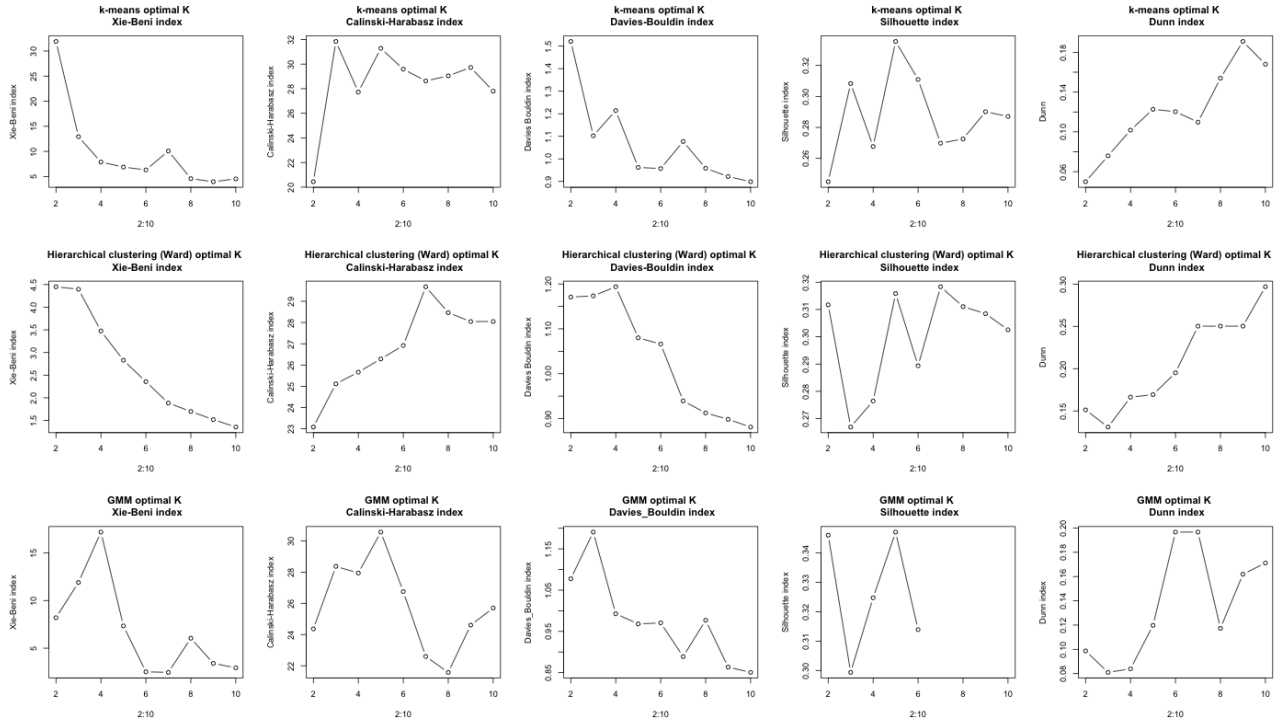 k-means optimal K
Xie-Beni index
Xie-Beni index
5 10 15 20 25 30
2 4 6 8 10
2:10
k-means optimal K
Calinski-Harabasz index
Calinski-Harabasz index
20 22 24 26 28 30 32
2 4 6 8 10
2:10
k-means optimal K
Davies-Bouldin index
Davies Bouldin index
0.9 1.0 1.1 1.2 1.3 1.4 1.5
2 4 6 8 10
2:10
k-means optimal K
Silhouette index
Silhouette index
0.26 0.28 0.30 0.32
2 4 6 8 10
2:10
k-means optimal K
Dunn index
Dunn
0.06 0.10 0.14 0.18
2 4 6 8 10
2:10
Hierarchical clustering (Ward) optimal K
Xie-Beni index
Xie-Beni index
1.5 2.0 2.5 3.0 3.5 4.0 4.5
2 4 6 8 10
2:10
Hierarchical clustering (Ward) optimal K
Calinski-Harabasz index
Calinski-Harabasz index
23 24 25 26 27 28 29
2 4 6 8 10
2:10
Hierarchical clustering (Ward) optimal K
Davies-Bouldin index
Davies Bouldin index
0.90 1.00 1.10 1.20
2 4 6 8 10
2:10
Hierarchical clustering (Ward) optimal K
Silhouette index
Silhouette index
0.27 0.28 0.29 0.30 0.31 0.32
2 4 6 8 10
2:10
Hierarchical clustering (Ward) optimal K
Dunn index
Dunn
0.15 0.20 0.25 0.30
2 4 6 8 10
2:10
GMM optimal K
Xie-Beni index
Xie-Beni index
5 10 15
2 4 6 8 10
2:10
GMM optimal K
Calinski-Harabasz index
Calinski-Harabasz index
22 24 26 28 30
2 4 6 8 10
2:10
GMM optimal K
Davies_Bouldin index
Davies_Bouldin index
0.85 0.95 1.05 1.15
2 4 6 8 10
2:10
GMM optimal K
Silhouette index
Silhouette index
0.30 0.31 0.32 0.33 0.34
2 4 6 8 10
2:10
GMM optimal K
Dunn index
Dunn index
0.08 0.10 0.12 0.14 0.16 0.18 0.20
2 4 6 8 10
2:10